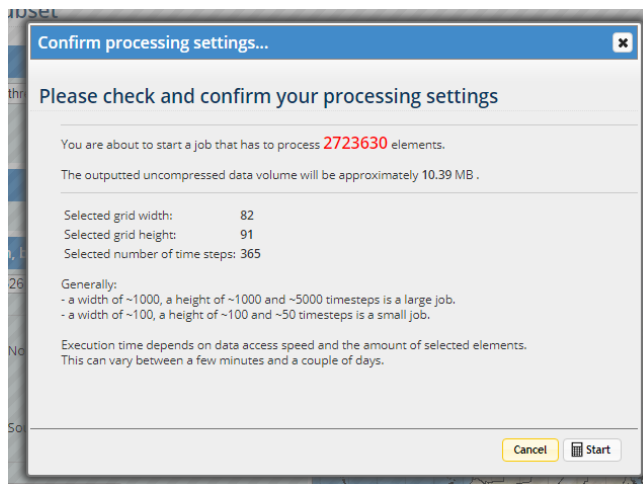 ubset
Confirm processing settings...
thr
Please check and confirm your processing settings
You are about to start a job that has to process 2723630 elements.
The outputted uncompressed data volume will be approximately 10.39 MB .
Selected grid width: 82
Selected grid height: 91
Selected number of time steps: 365
Generally:
- a width of ~1000, a height of ~1000 and ~5000 timesteps is a large job.
- a width of ~100, a height of ~100 and ~50 timesteps is a small job.
Execution time depends on data access speed and the amount of selected elements.
This can vary between a few minutes and a couple of days.
No
Sou
Cancel Start